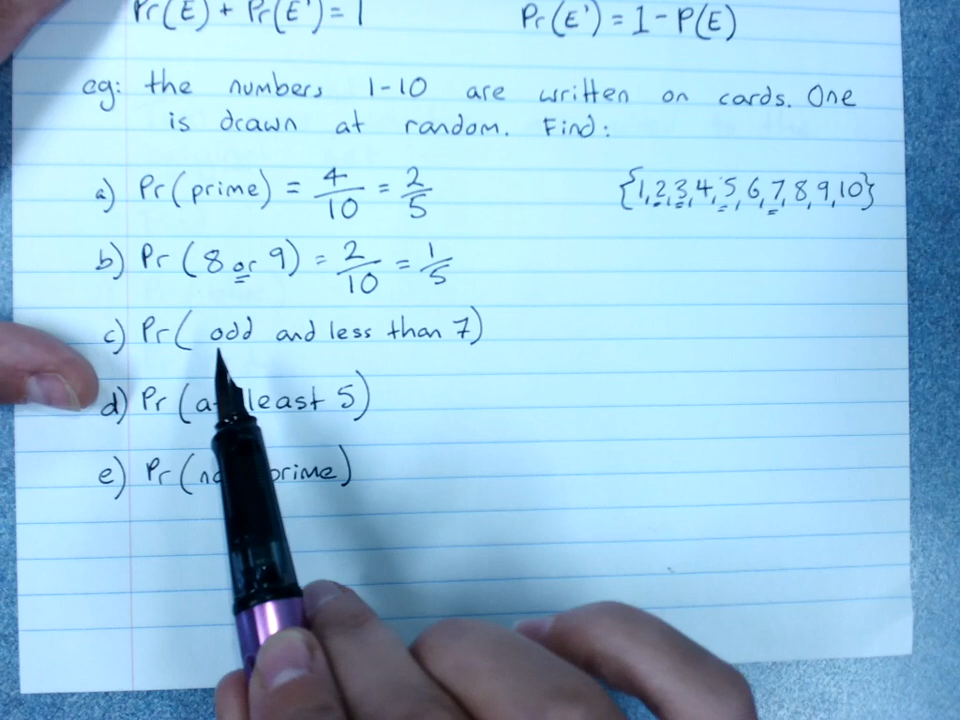 Pr(E) + Pr(E') = 1
Pr(E') = 1 - P(E)
eg: the numbers 1-10 are written on cards. One
is drawn at random. Find:
a) Pr(prime) = 4/10 = 2/5
{1,2,3,4,5,6,7,8,9,10}
b) Pr(8 or 9) = 2/10 = 1/5
c) Pr(odd and less than 7)
d) Pr(at least 5)
e) Pr(not prime)